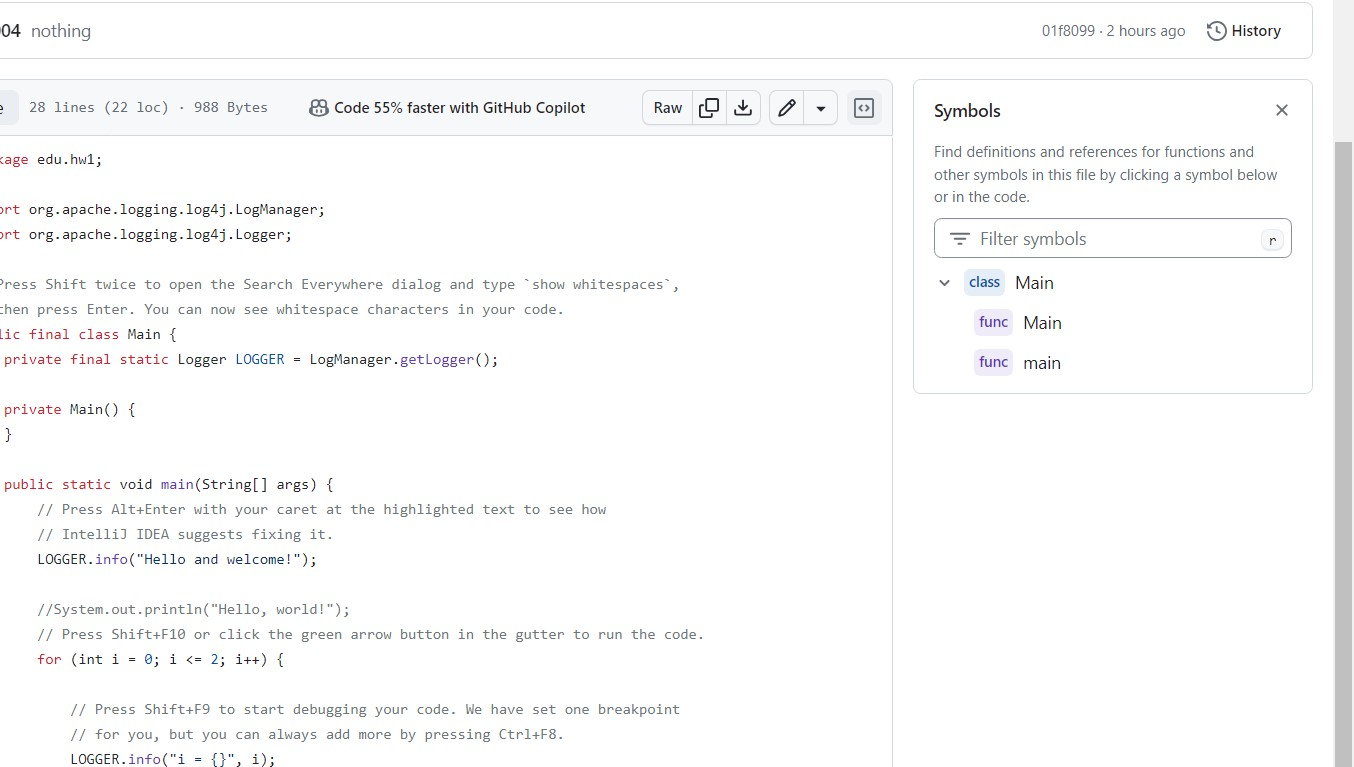 04 nothing
01f8099 · 2 hours ago
History
28 lines (22 loc) · 988 Bytes
Code 55% faster with GitHub Copilot
Raw
edu.hw1;
org.apache.logging.log4j.LogManager;
org.apache.logging.log4j.Logger;
Press Shift twice to open the Search Everywhere dialog and type `show whitespaces`,
then press Enter. You can now see whitespace characters in your code.
final class Main {
private final static Logger LOGGER = LogManager.getLogger();
private Main() {
}
public static void main(String[] args) {
// Press Alt+Enter with your caret at the highlighted text to see how
// IntelliJ IDEA suggests fixing it.
LOGGER.info("Hello and welcome!");
//System.out.println("Hello, world!");
// Press Shift+F10 or click the green arrow button in the gutter to run the code.
for (int i = 0; i <= 2; i++) {
// Press Shift+F9 to start debugging your code. We have set one breakpoint
// for you, but you can always add more by pressing Ctrl+F8.
LOGGER.info("i = {}", i);
Symbols
Find definitions and references for functions and
other symbols in this file by clicking a symbol below
or in the code.
Filter symbols
r
class Main
func Main
func main